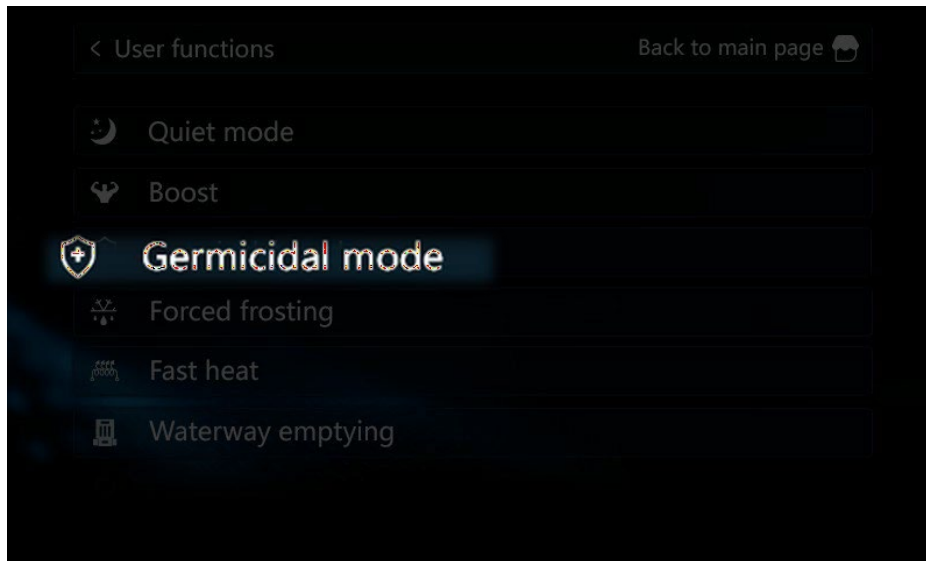 < User functions
Back to main page
Quiet mode
Boost
Germicidal mode
Forced frosting
Fast heat
Waterway emptying